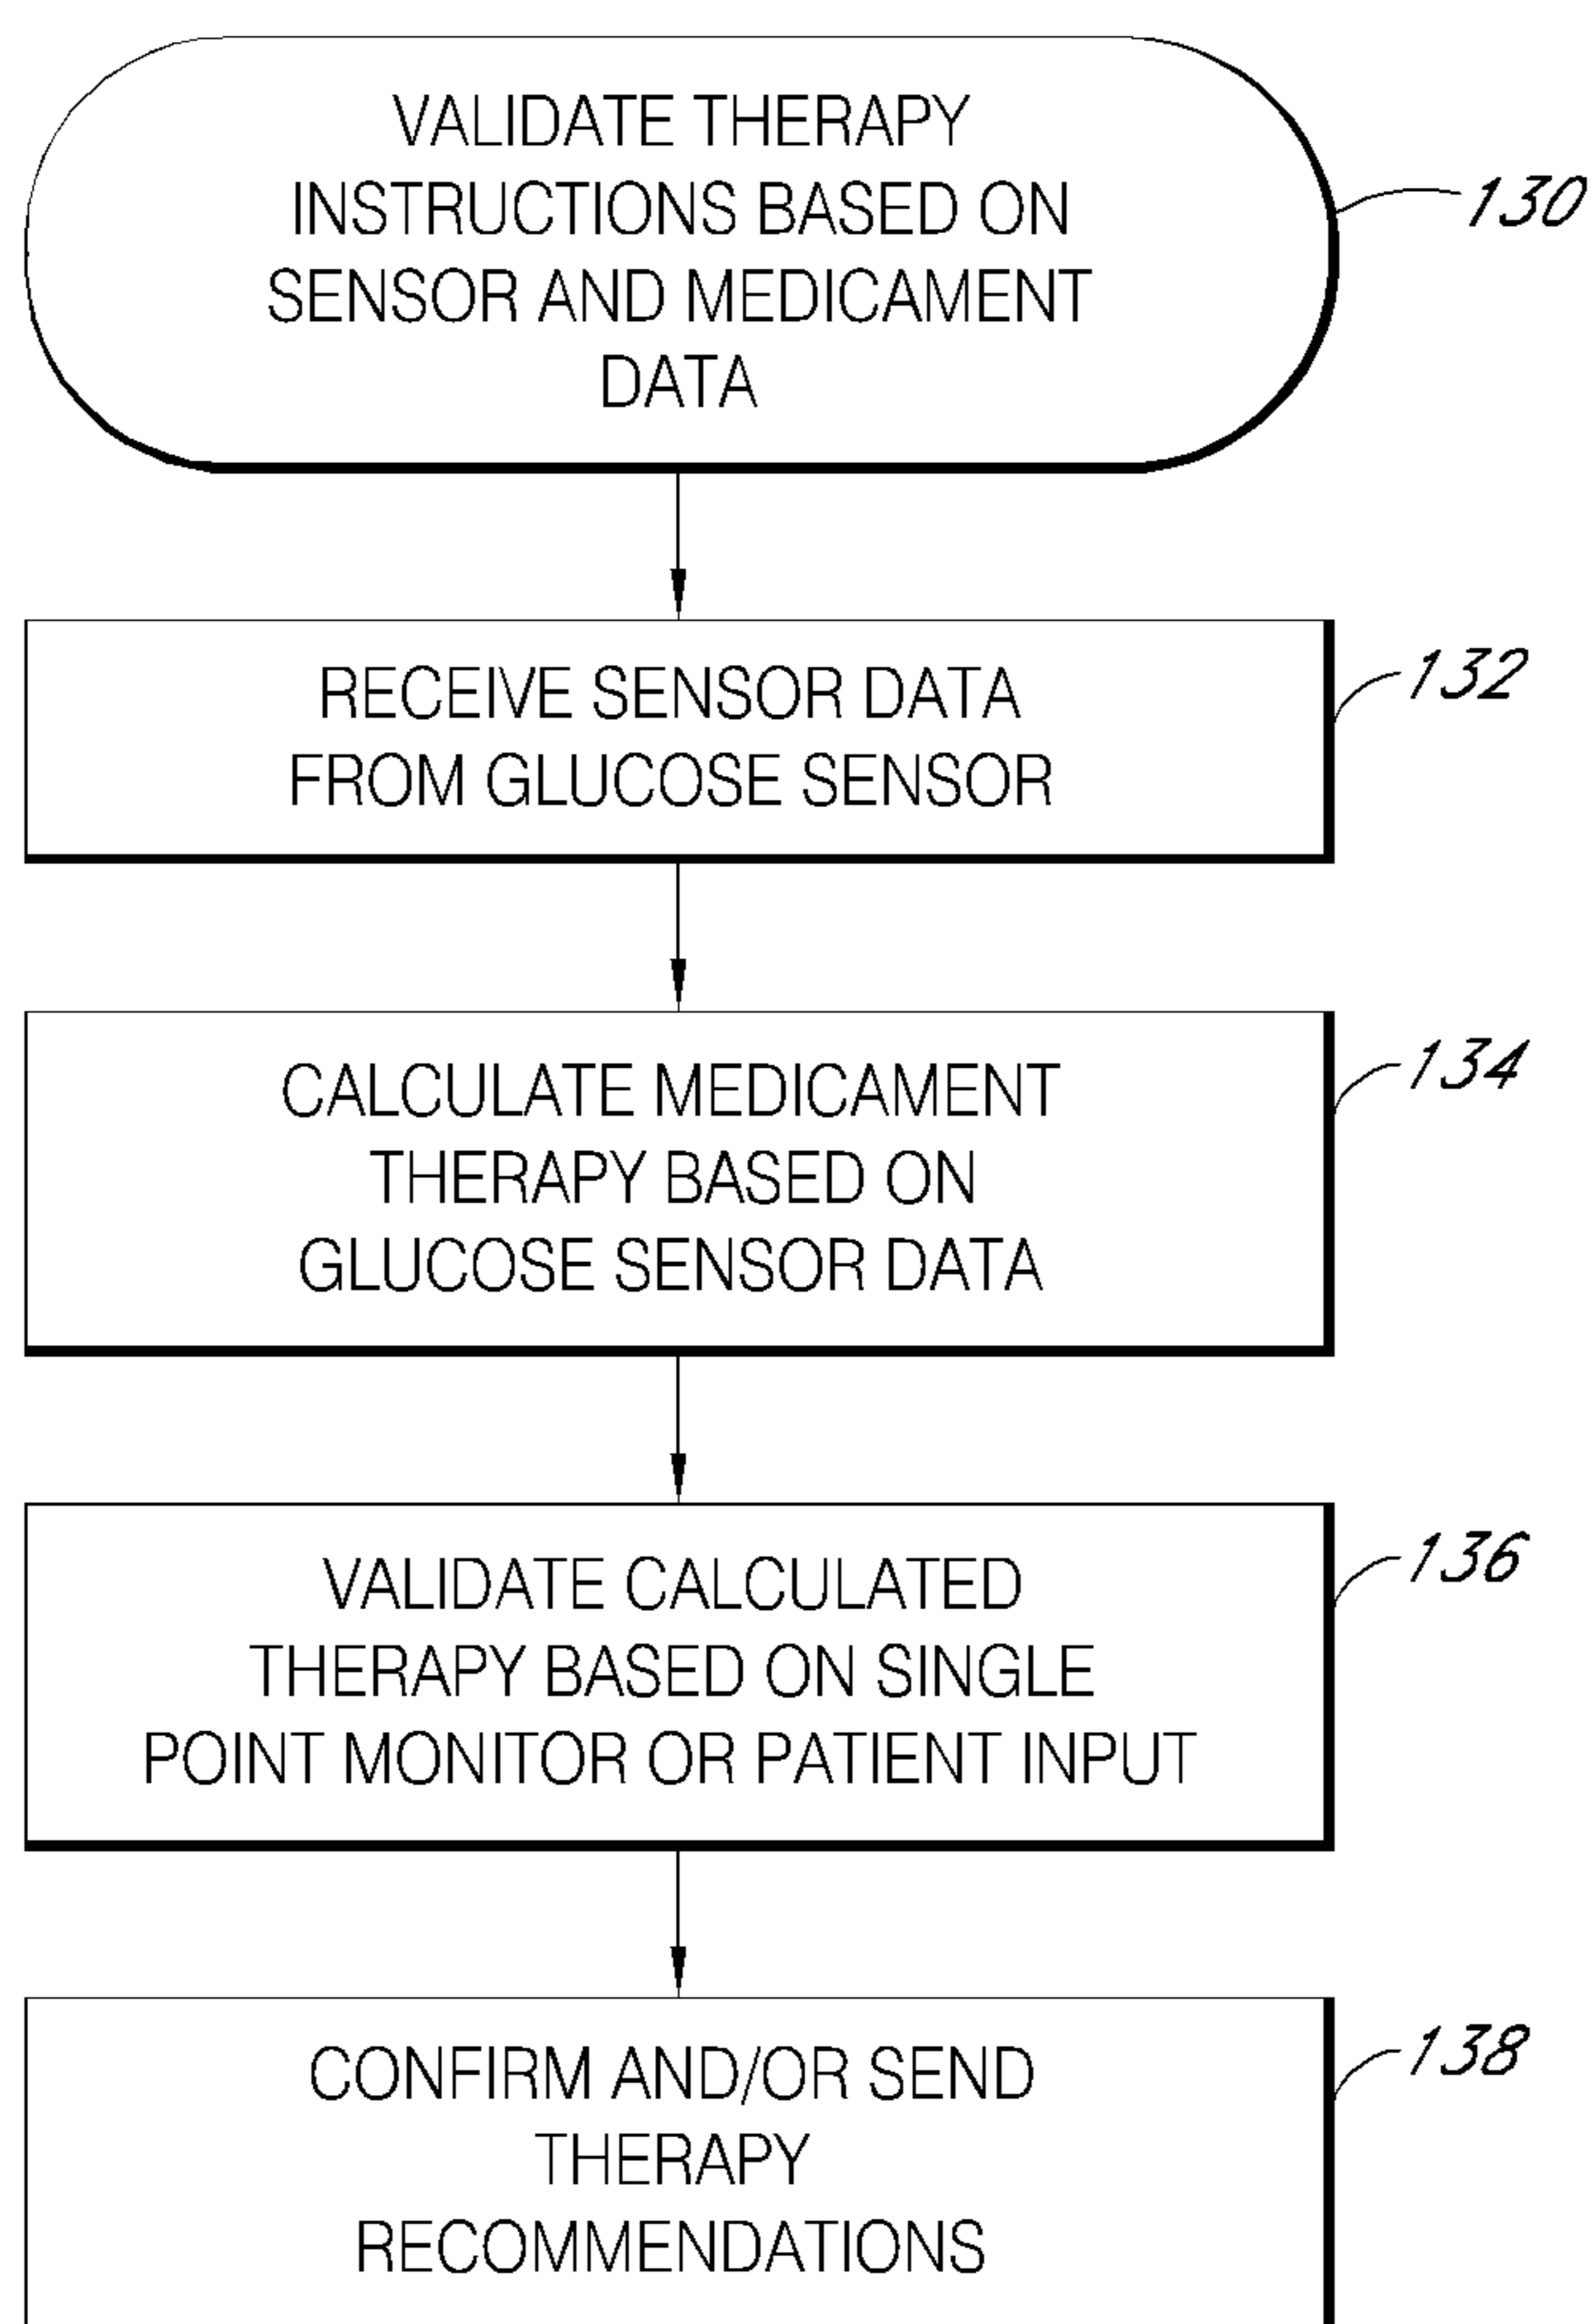 VALIDATE THERAPY
INSTRUCTIONS BASED ON
SENSOR AND MEDICAMENT
DATA
130
RECEIVE SENSOR DATA
FROM GLUCOSE SENSOR
132
CALCULATE MEDICAMENT
THERAPY BASED ON
GLUCOSE SENSOR DATA
134
VALIDATE CALCULATED
THERAPY BASED ON SINGLE
POINT MONITOR OR PATIENT INPUT
136
CONFIRM AND/OR SEND
THERAPY
RECOMMENDATIONS
138